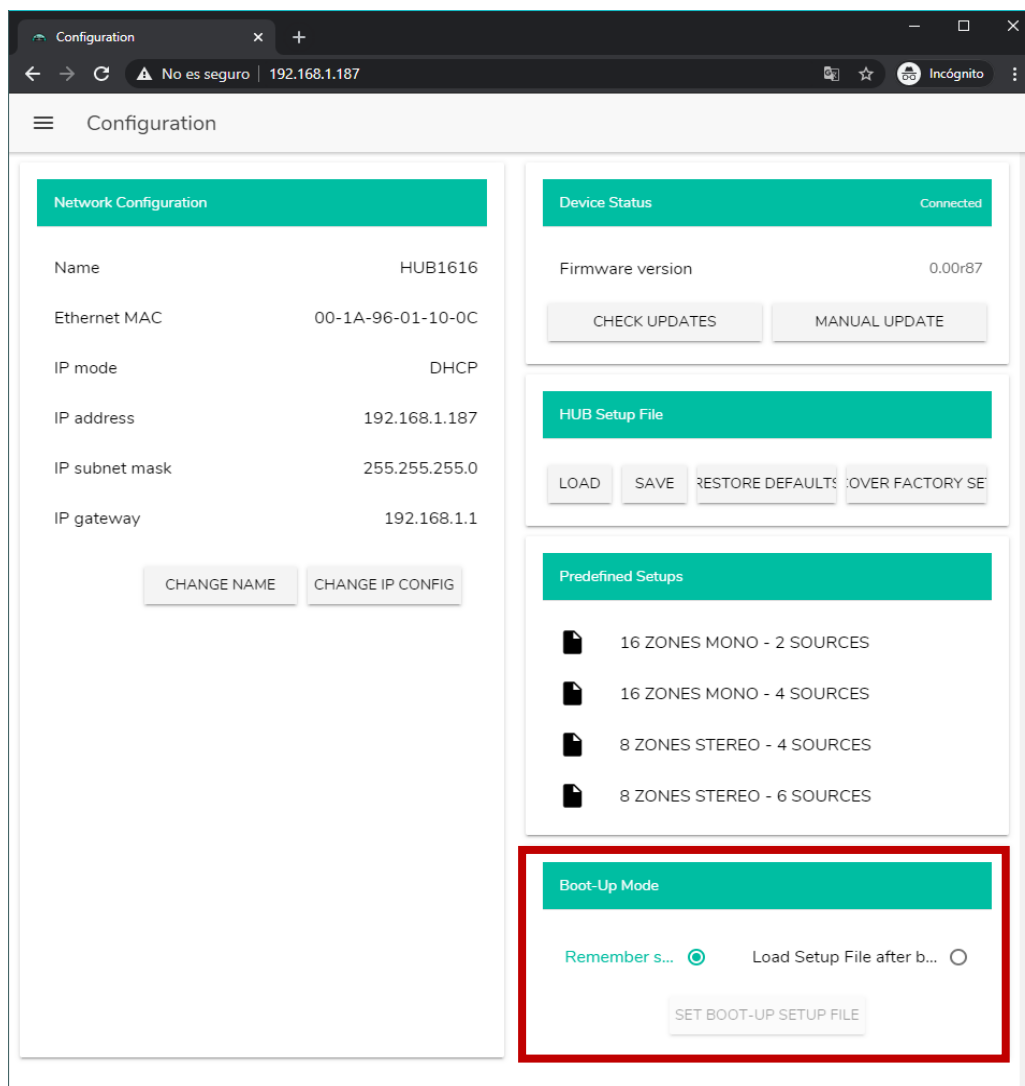 Configuration
No es seguro | 192.168.1.187
Incógnito
Configuration
Network Configuration
Name HUB1616
Ethernet MAC 00-1A-96-01-10-0C
IP mode DHCP
IP address 192.168.1.187
IP subnet mask 255.255.255.0
IP gateway 192.168.1.1
CHANGE NAME CHANGE IP CONFIG
Device Status Connected
Firmware version 0.00r87
CHECK UPDATES MANUAL UPDATE
HUB Setup File
LOAD SAVE RESTORE DEFAULTS COVER FACTORY SE
Predefined Setups
16 ZONES MONO - 2 SOURCES
16 ZONES MONO - 4 SOURCES
8 ZONES STEREO - 4 SOURCES
8 ZONES STEREO - 6 SOURCES
Boot-Up Mode
Remember s... Load Setup File after b...
SET BOOT-UP SETUP FILE